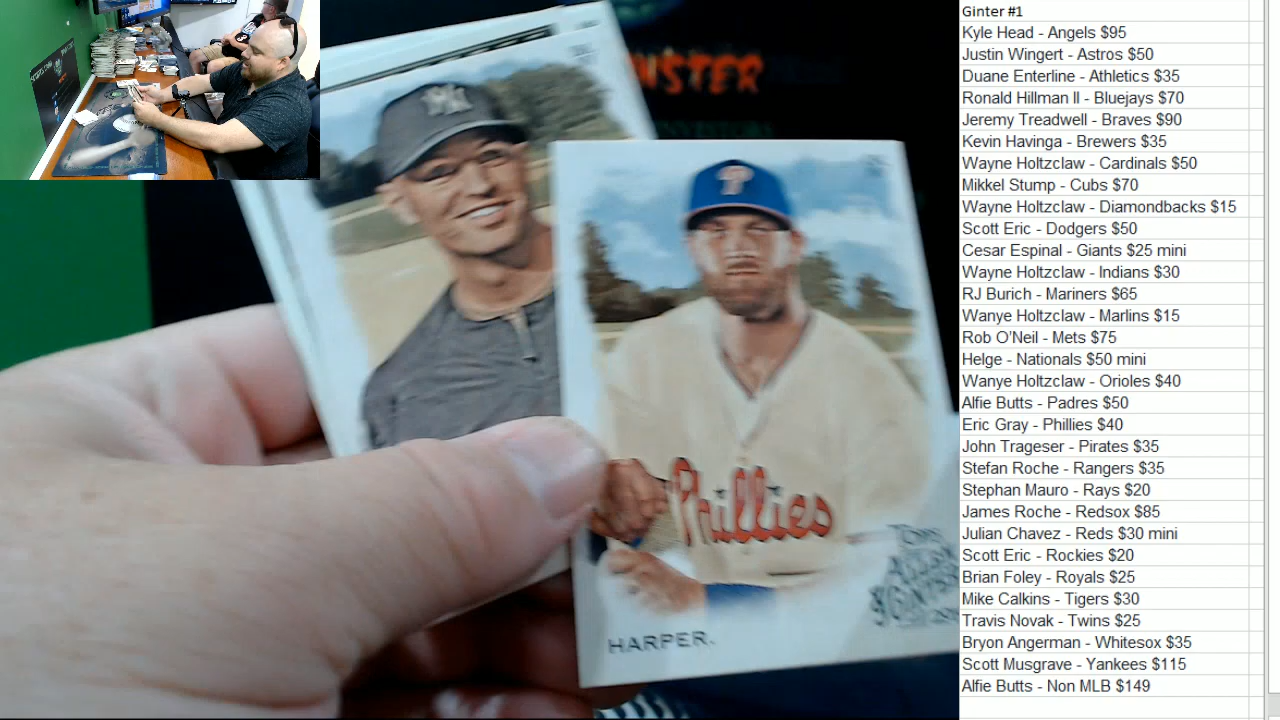 Ginter #1
Kyle Head - Angels $95
Justin Wingert - Astros $50
Duane Enterline - Athletics $35
Ronald Hillman ll - Bluejays $70
Jeremy Treadwell - Braves $90
Kevin Havinga - Brewers $35
Wayne Holtzclaw - Cardinals $50
Mikkel Stump - Cubs $70
Wayne Holtzclaw - Diamondbacks $15
Scott Eric - Dodgers $50
Cesar Espinal - Giants $25 mini
Wayne Holtzclaw - Indians $30
RJ Burich - Mariners $65
Wanye Holtzclaw - Marlins $15
Rob O'Neil - Mets $75
Helge - Nationals $50 mini
Wanye Holtzclaw - Orioles $40
Alfie Butts - Padres $50
Eric Gray - Phillies $40
John Trageser - Pirates $35
Stefan Roche - Rangers $35
Stephan Mauro - Rays $20
James Roche - Redsox $85
Julian Chavez - Reds $30 mini
Scott Eric - Rockies $20
Brian Foley - Royals $25
Mike Calkins - Tigers $30
Travis Novak - Twins $25
Bryon Angerman - Whitesox $35
Scott Musgrave - Yankees $115
Alfie Butts - Non MLB $149
NSTER
P
Phillies
TOPPS
ALLEN
& GINTER
HARPER.